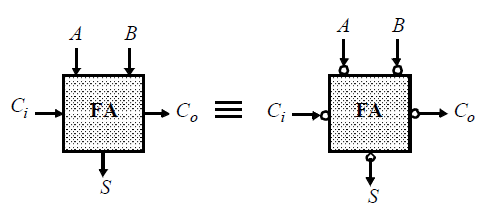 A B A B
C_i FA C_o ≡ C_i FA C_o
S S